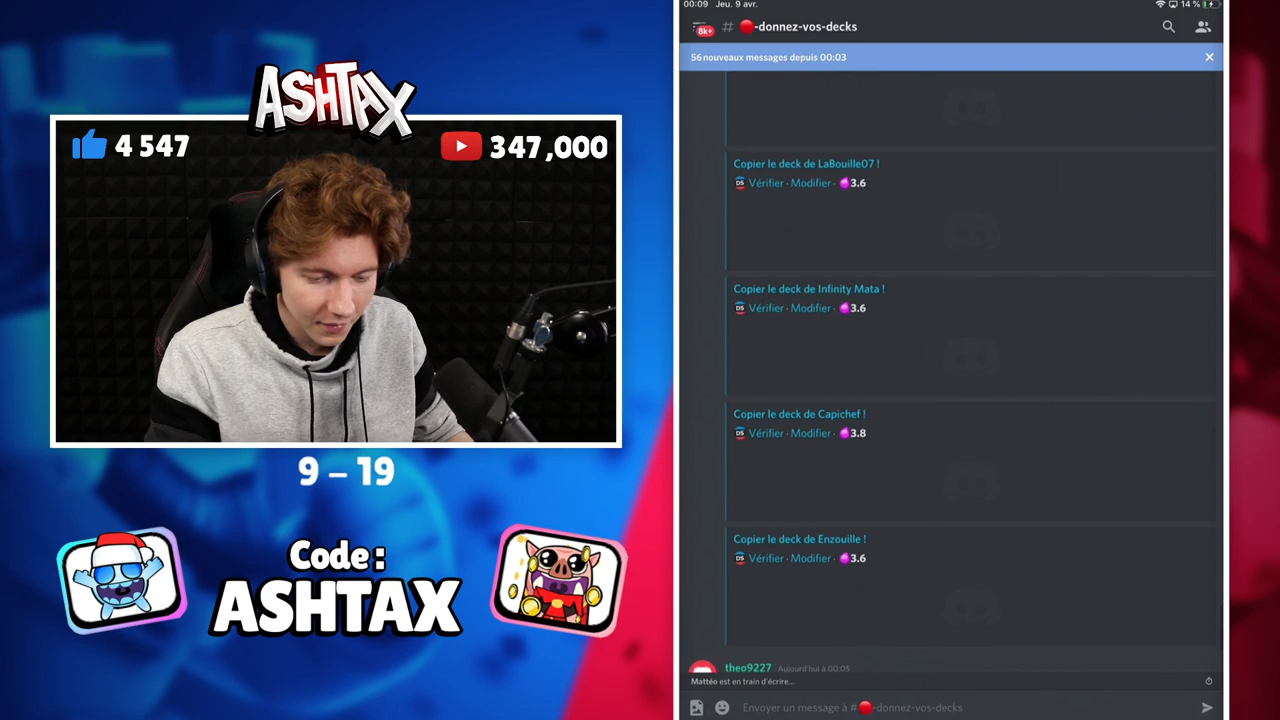 ASHTAX
4 547
347,000
9 – 19
Code :
ASHTAX
00:09 Jeu. 9 avr.
14 %
8k+
# 🔴-donnez-vos-decks
56 nouveaux messages depuis 00:03
Copier le deck de LaBouille07 !
DS Vérifier · Modifier · 3.6
Copier le deck de Infinity Mata !
DS Vérifier · Modifier · 3.6
Copier le deck de Capichef !
DS Vérifier · Modifier · 3.8
Copier le deck de Enzouille !
DS Vérifier · Modifier · 3.6
theo9227 Aujourd'hui à 00:05
Mattéo est en train d'écrire...
Envoyer un message à #🔴-donnez-vos-decks